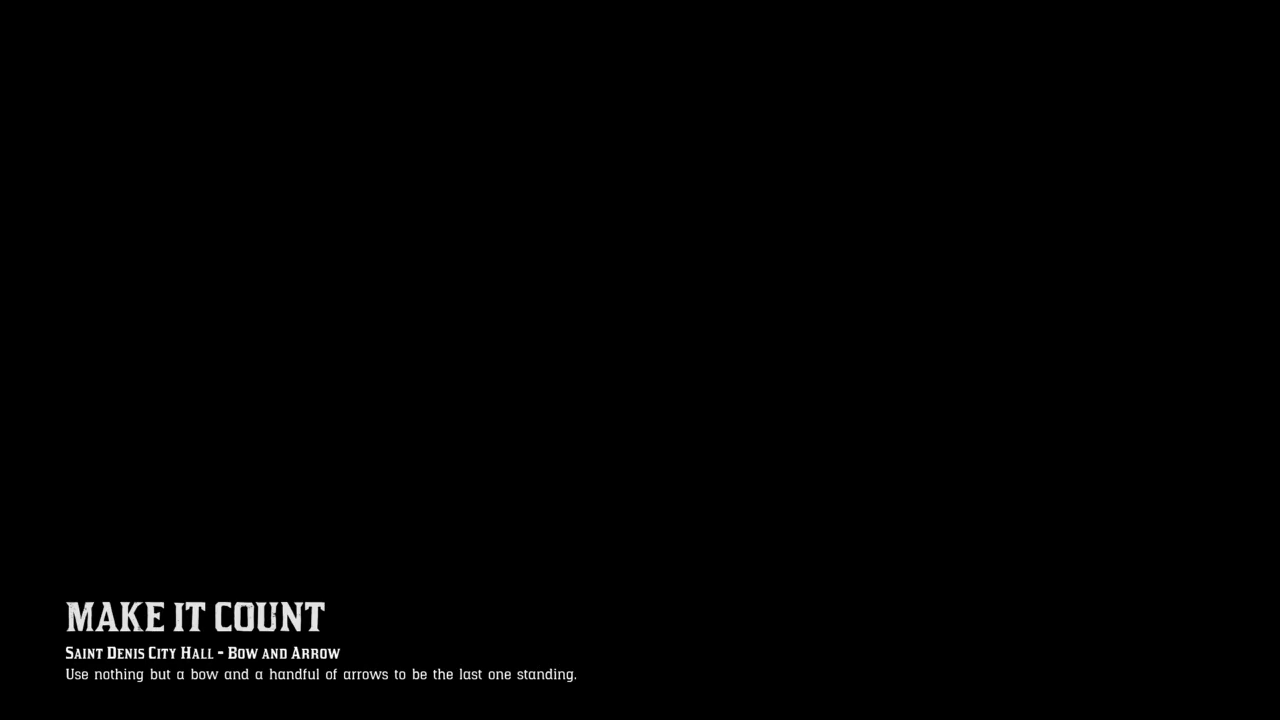 MAKE IT COUNT
Saint Denis City Hall - Bow and Arrow
Use nothing but a bow and a handful of arrows to be the last one standing.